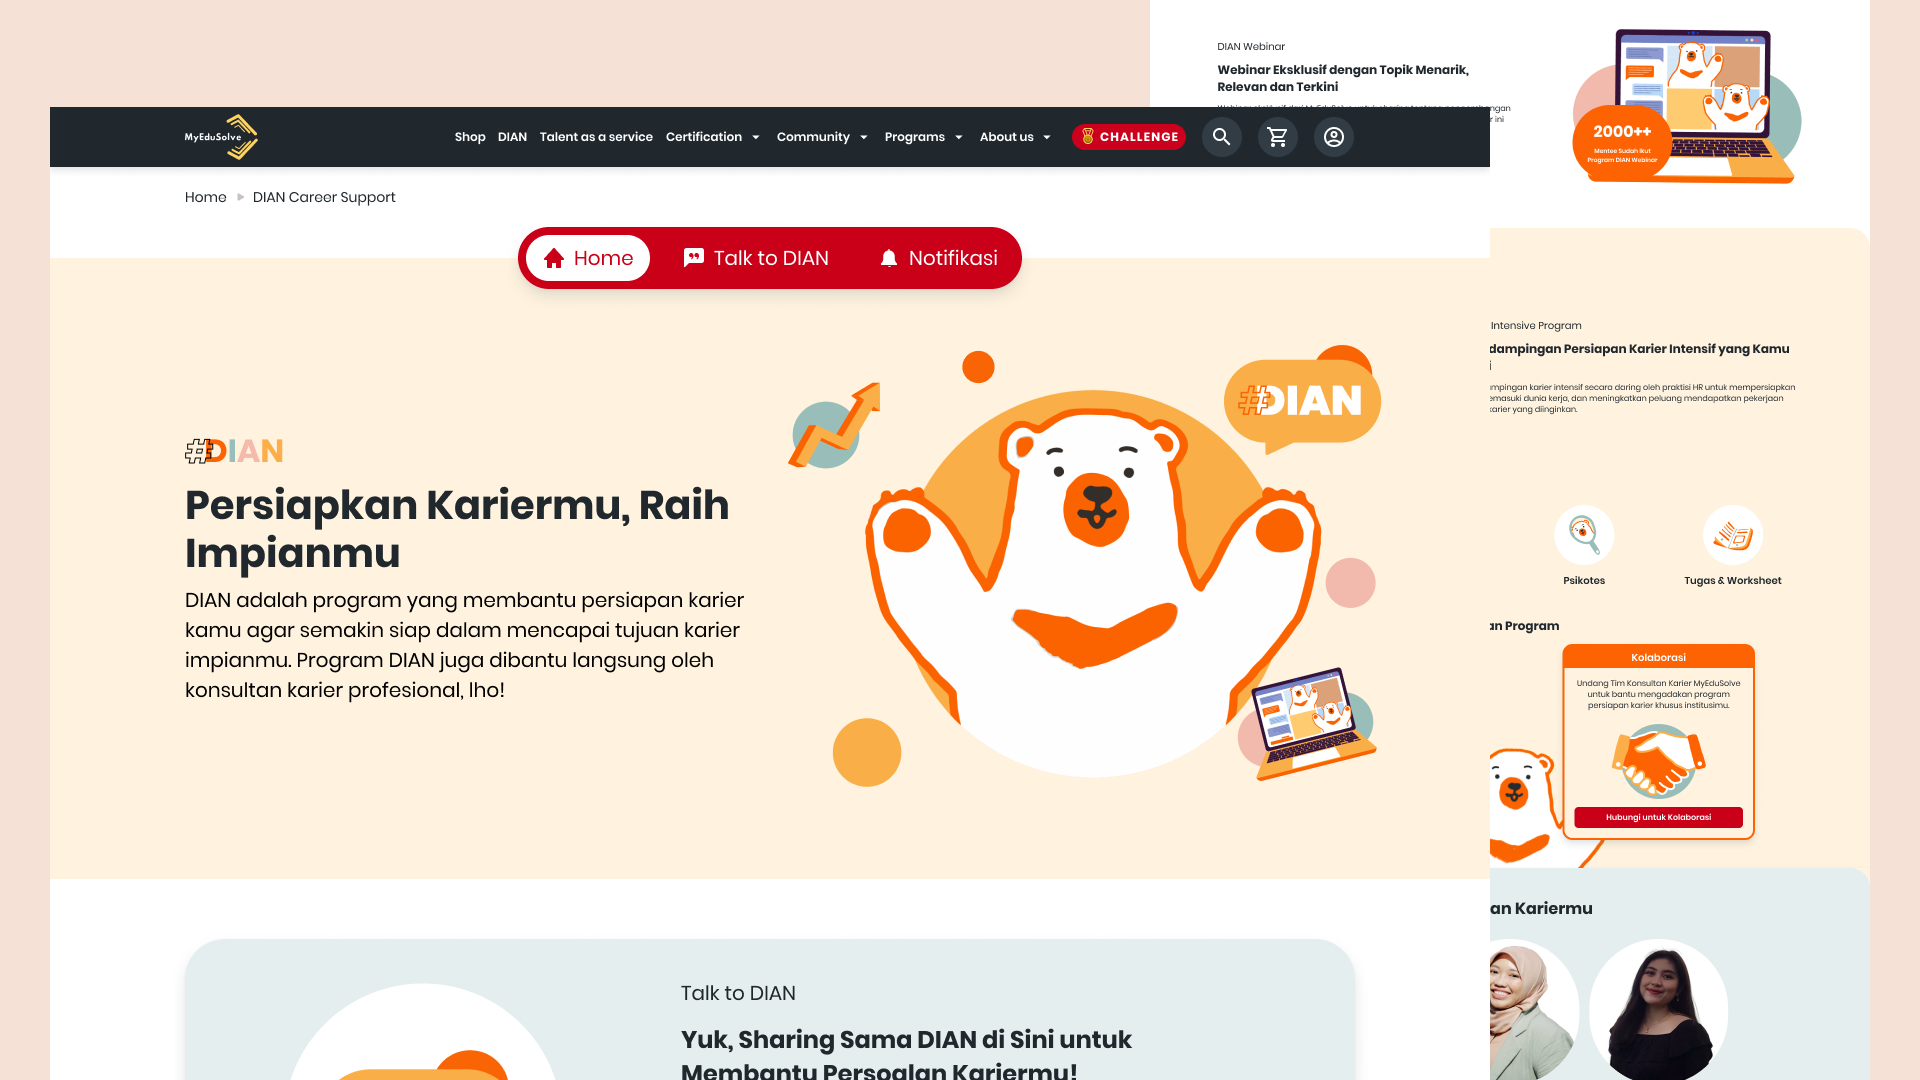 DIAN Webinar
Webinar Eksklusif dengan Topik Menarik,
Relevan dan Terkini
2000++
Mentee Sudah Ikut
Program DIAN Webinar
MyEduSolve
Shop DIAN Talent as a service Certification Community Programs About us CHALLENGE
Home DIAN Career Support
Home Talk to DIAN Notifikasi
#DIAN
#DIAN
Persiapkan Kariermu, Raih
Impianmu
DIAN adalah program yang membantu persiapan karier
kamu agar semakin siap dalam mencapai tujuan karier
impianmu. Program DIAN juga dibantu langsung oleh
konsultan karier profesional, lho!
Talk to DIAN
Yuk, Sharing Sama DIAN di Sini untuk
Membantu Persoalan Kariermu!
Intensive Program
dampingan Persiapan Karier Intensif yang Kamu
i
mpingan karier intensif secara daring oleh praktisi HR untuk mempersiapkan
emasuki dunia kerja, dan meningkatkan peluang mendapatkan pekerjaan
karier yang diinginkan.
Psikotes
Tugas & Worksheet
an Program
Kolaborasi
Undang Tim Konsultan Karier MyEduSolve
untuk bantu mengadakan program
persiapan karier khusus institusimu.
Hubungi untuk Kolaborasi
an Kariermu